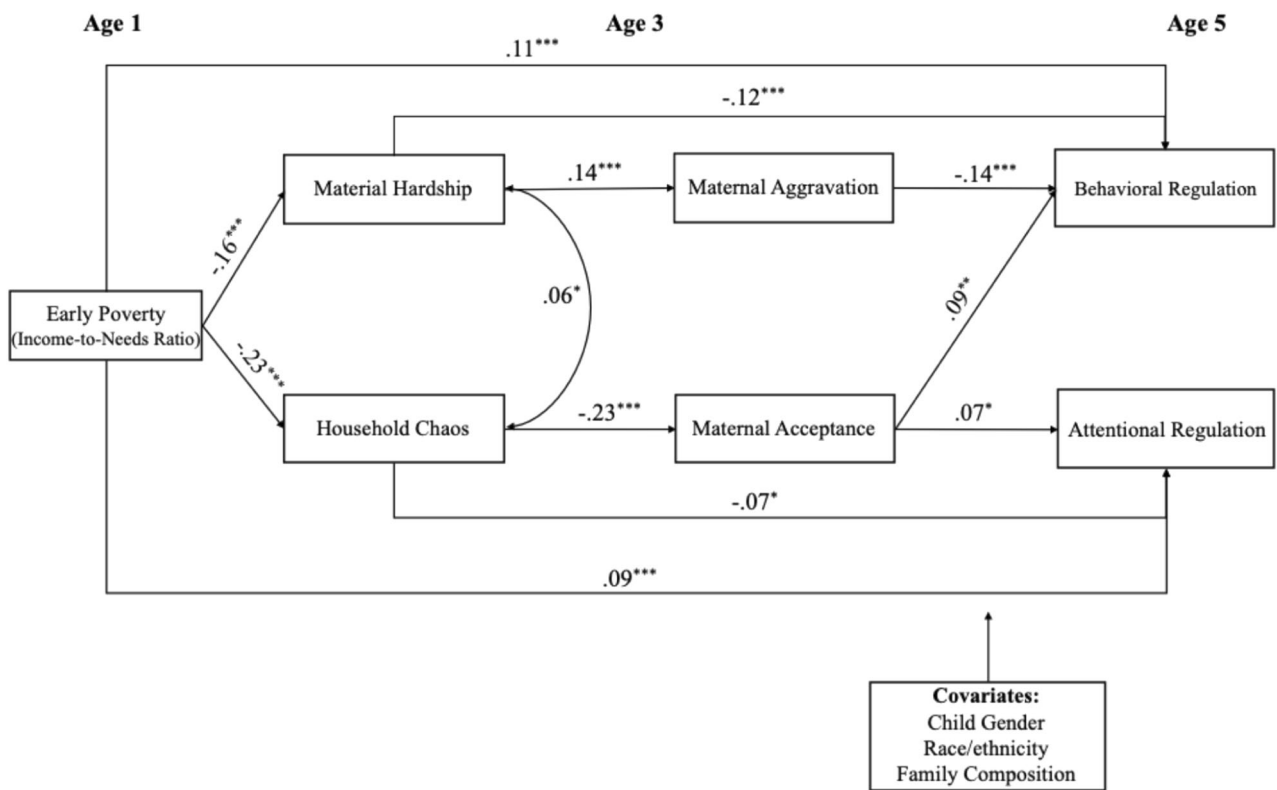 Age 1
Age 3
Age 5
.11***
-.12***
Material Hardship
.14***
Maternal Aggravation
-.14***
Behavioral Regulation
-.16***
.06*
.09**
Early Poverty
(Income-to-Needs Ratio)
-.23***
Household Chaos
-.23***
Maternal Acceptance
.07*
Attentional Regulation
-.07*
.09***
Covariates:
Child Gender
Race/ethnicity
Family Composition